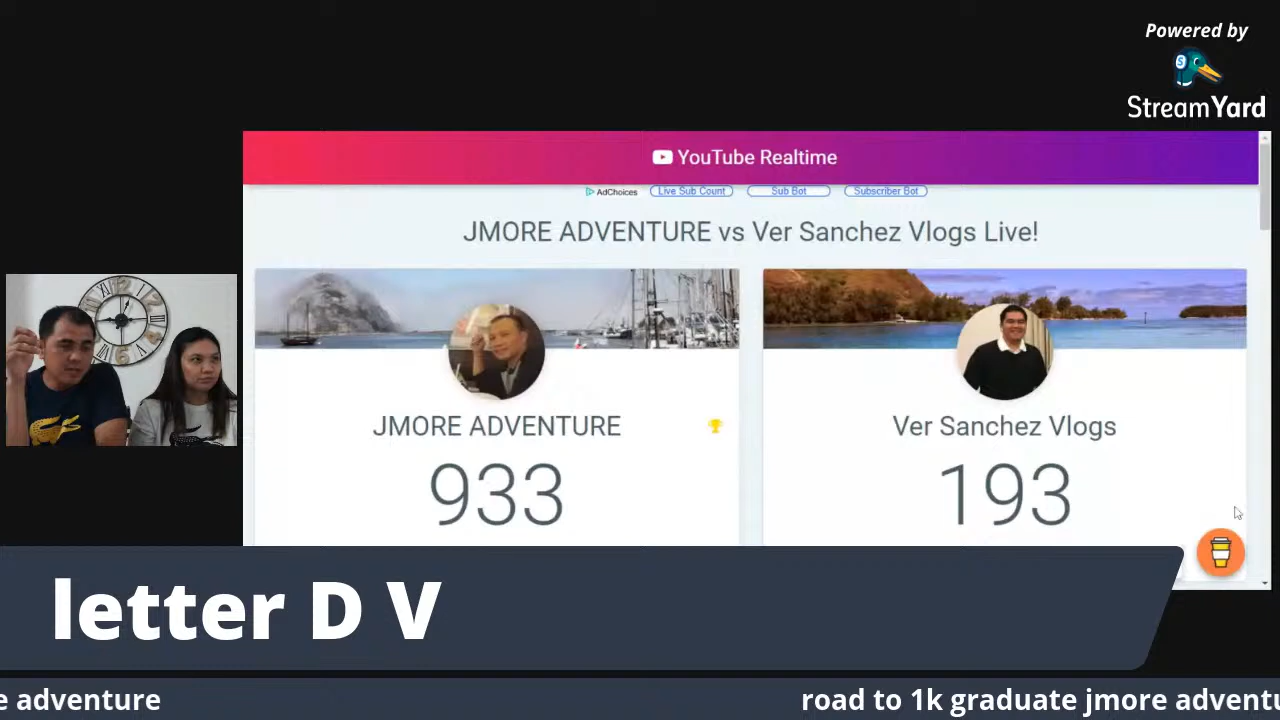 Powered by
StreamYard
YouTube Realtime
AdChoices
Live Sub Count
Sub Bot
Subscriber Bot
JMORE ADVENTURE vs Ver Sanchez Vlogs Live!
JMORE ADVENTURE
933
Ver Sanchez Vlogs
193
letter D V
e adventure
road to 1k graduate jmore adventu